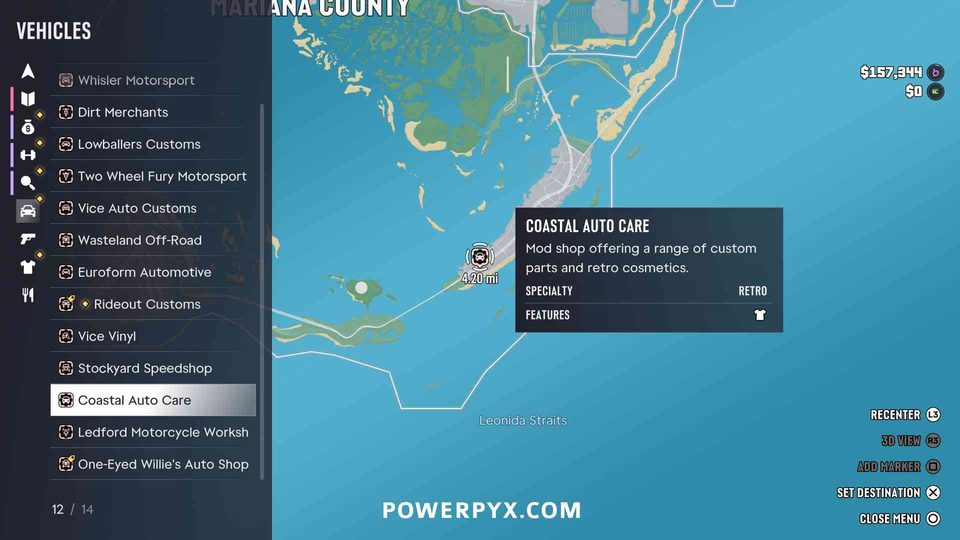 MARIANA COUNTY
VEHICLES
Whisler Motorsport
Dirt Merchants
Lowballers Customs
Two Wheel Fury Motorsport
Vice Auto Customs
Wasteland Off-Road
Euroform Automotive
Rideout Customs
Vice Vinyl
Stockyard Speedshop
Coastal Auto Care
Ledford Motorcycle Worksh
One-Eyed Willie's Auto Shop
12 / 14
$157,344
$0
4.20 mi
COASTAL AUTO CARE
Mod shop offering a range of custom
parts and retro cosmetics.
SPECIALTY RETRO
FEATURES
Leonida Straits
RECENTER L3
3D VIEW R3
ADD MARKER
SET DESTINATION
CLOSE MENU
POWERPYX.COM